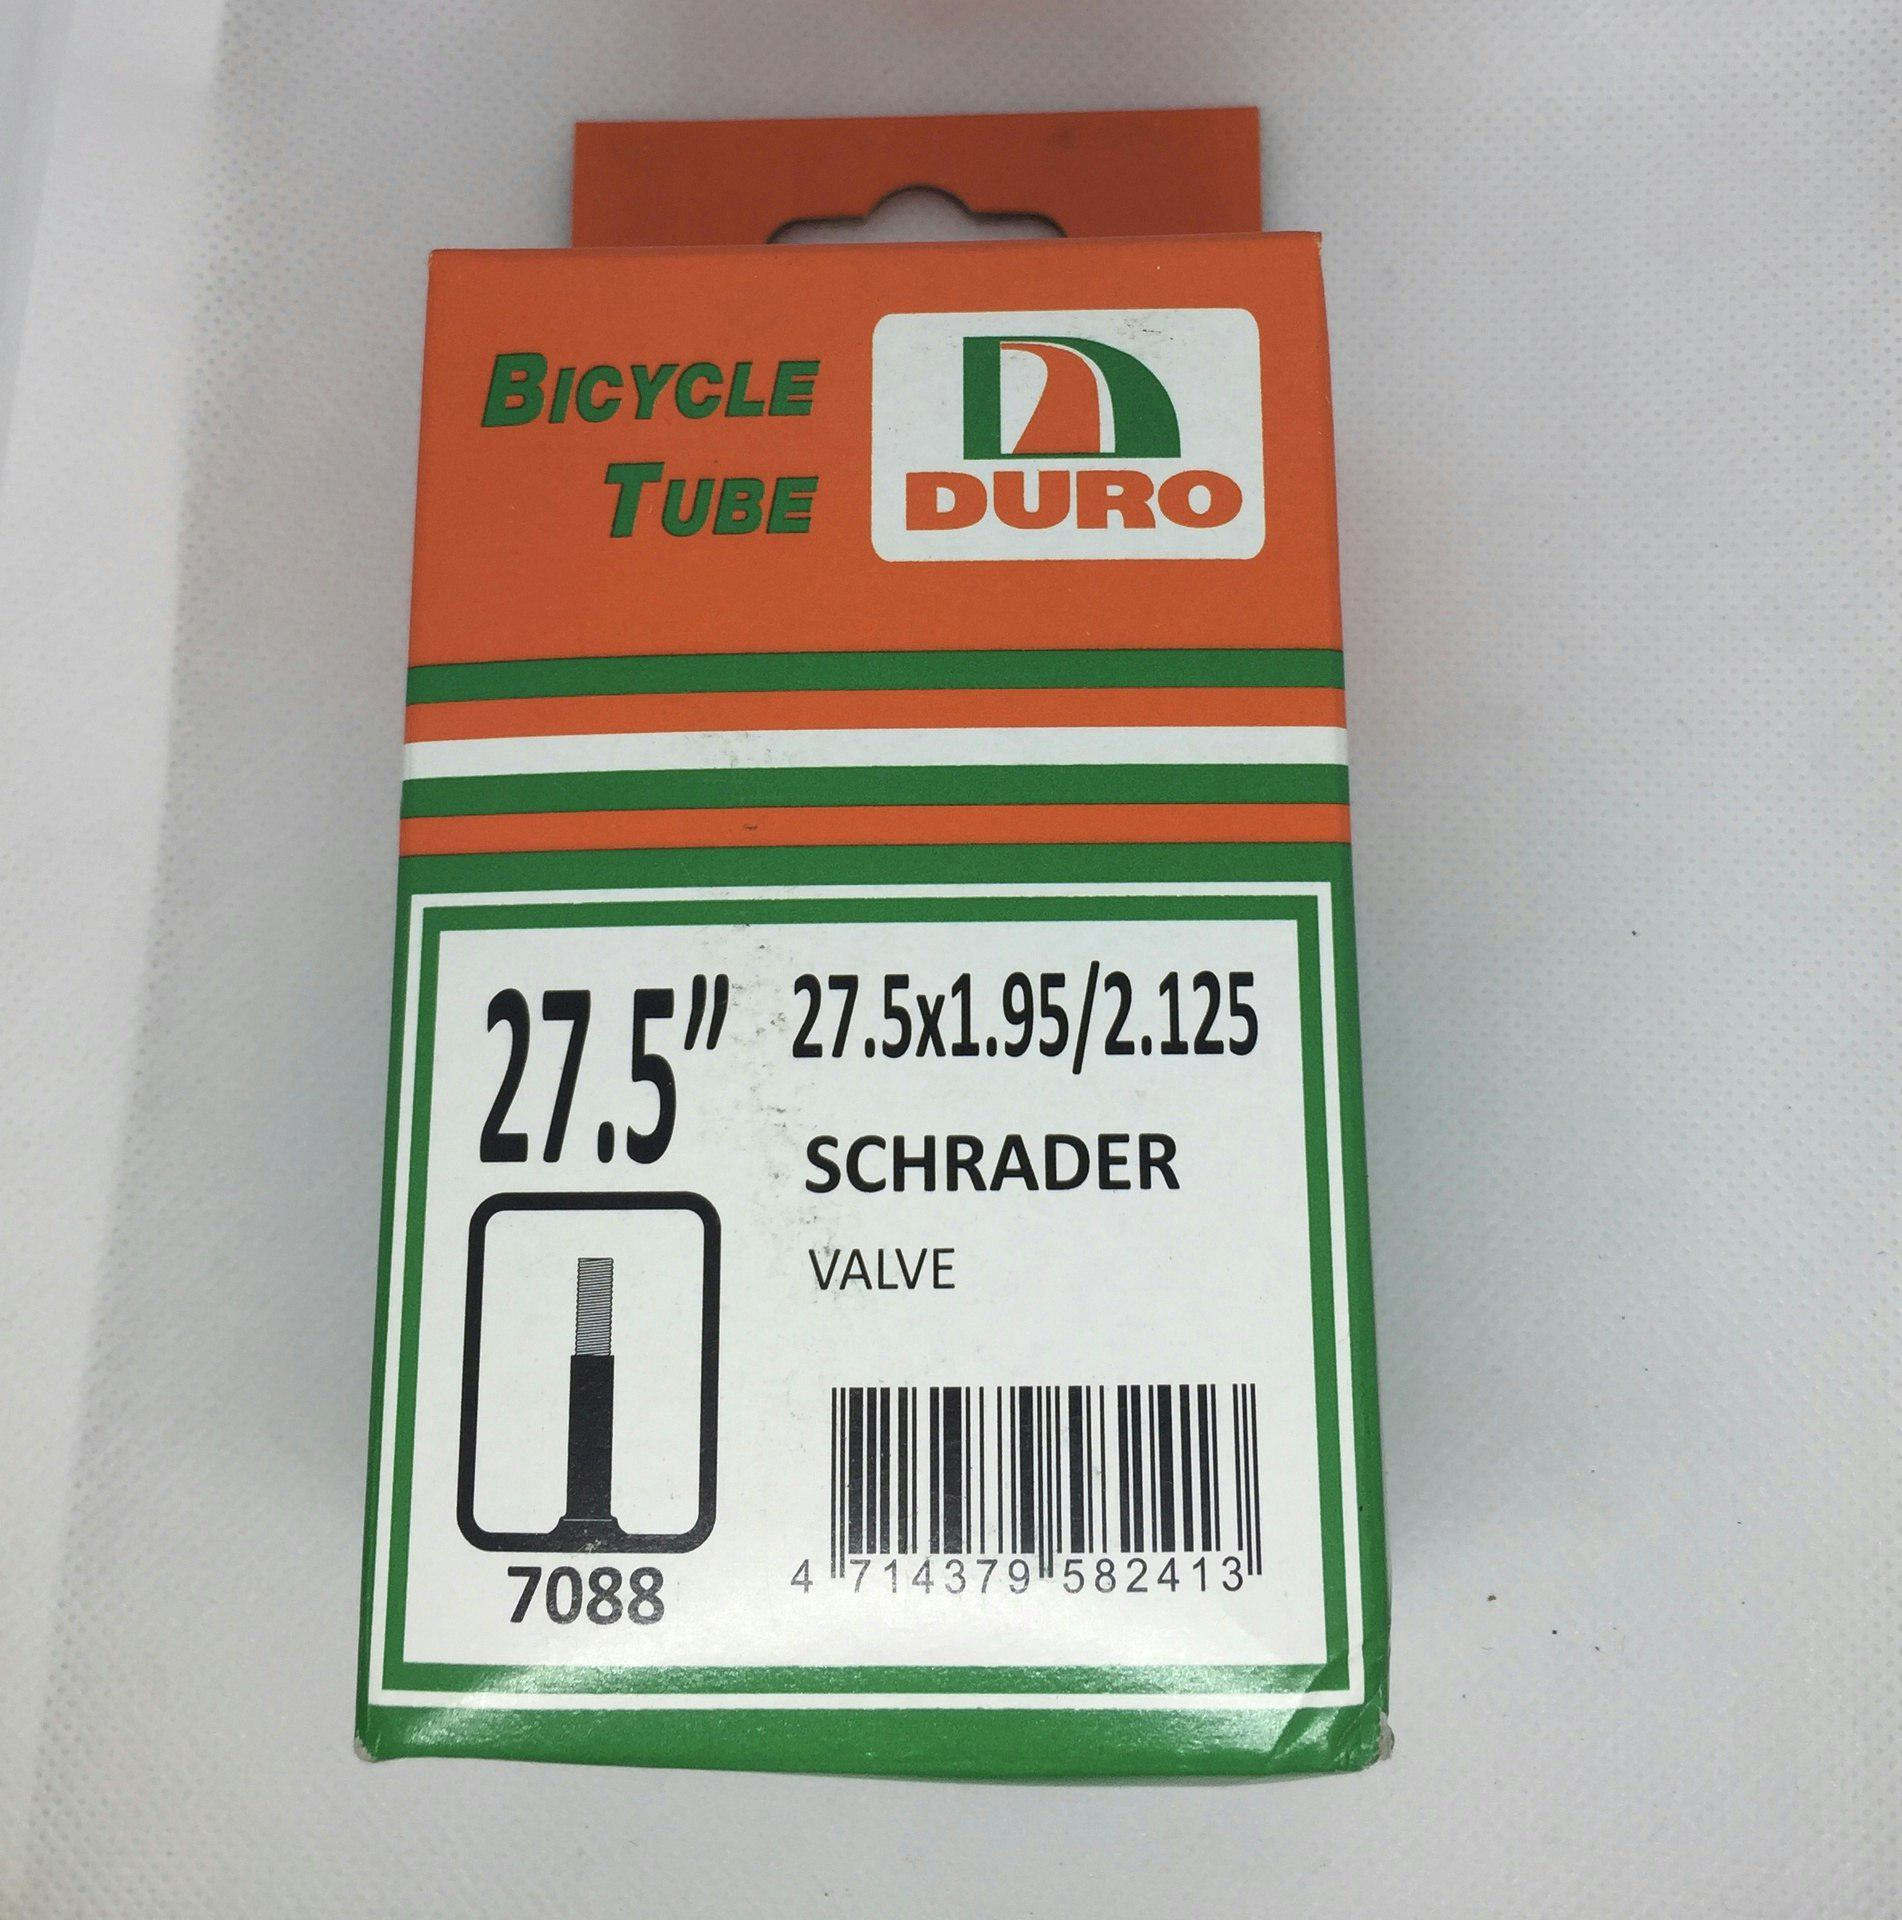 BICYCLE
TUBE
DURO
27.5"
27.5x1.95/2.125
SCHRADER
VALVE
7088
4 714379 582413